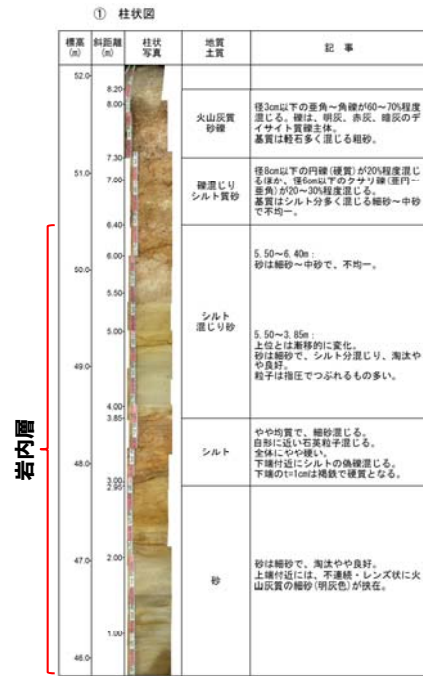 ① 柱状図
標高
(m)
斜距離
(m)
柱状
写真
地質
土質
記 事
52.0
8.20
8.00
火山灰質
砂礫
径3cm以下の亜角～角礫が60～70%程度
混じる。礫は、明灰、赤灰、暗灰のデ
イサイト質礫主体。
基質は軽石多く混じる粗砂。
7.30
51.0
7.00
礫混じり
シルト質砂
径8cm以下の円礫(硬質)が20%程度混じ
るほか、径6cm以下のクサリ礫(亜円～
亜角)が20～30%程度混じる。
基質はシルト分多く混じる細砂～中砂
で不均一。
6.40
6.00
50.0
5.50
5.00
49.0
4.00
3.85
シルト
混じり砂
5.50～6.40m：
砂は細砂～中砂で、不均一。
5.50～3.85m：
上位とは漸移的に変化。
砂は細砂で、シルト分混じり、淘汰や
や良好。
粒子は指圧でつぶれるもの多い。
48.0
3.00
2.95
シルト
やや均質で、細砂混じる。
自形に近い石英粒子混じる。
全体にやや硬い。
下端付近にシルトの偽礫混じる。
下端のt=1cmは褐鉄で硬質となる。
47.0
2.00
1.00
46.0
砂
砂は細砂で、淘汰やや良好。
上端付近には、不連続・レンズ状に火
山灰質の細砂(明灰色)が挟在。
岩内層